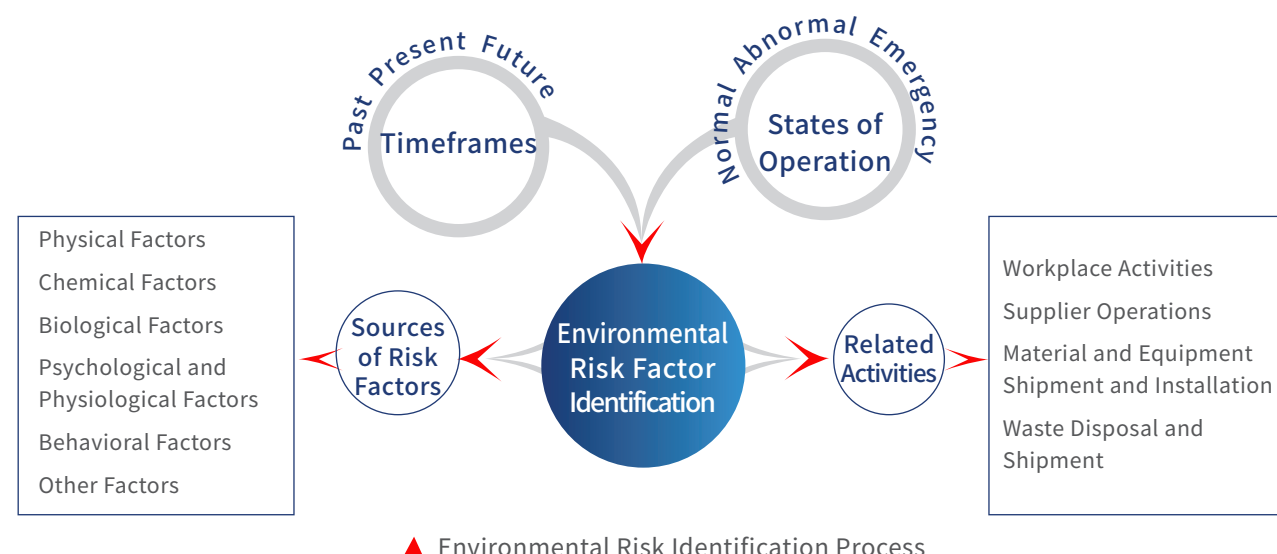 Past Present Future
Timeframes
Normal Abnormal Emergency
States of
Operation
Physical Factors
Chemical Factors
Biological Factors
Psychological and
Physiological Factors
Behavioral Factors
Other Factors
Sources
of Risk
Factors
Environmental
Risk Factor
Identification
Related
Activities
Workplace Activities
Supplier Operations
Material and Equipment
Shipment and Installation
Waste Disposal and
Shipment
▲ Environmental Risk Identification Process